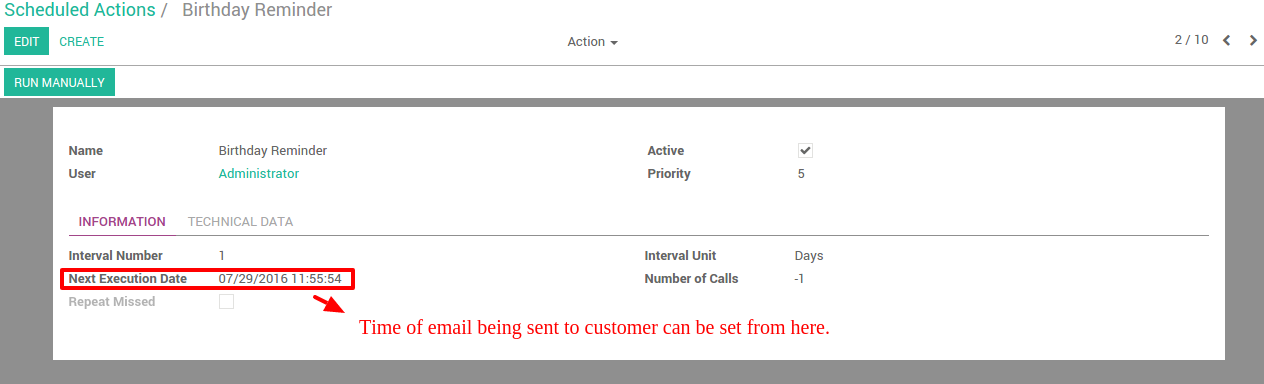 Scheduled Actions / Birthday Reminder
EDIT CREATE Action 2 / 10
RUN MANUALLY
Name Birthday Reminder Active
User Administrator Priority 5
INFORMATION TECHNICAL DATA
Interval Number 1 Interval Unit Days
Next Execution Date 07/29/2016 11:55:54 Number of Calls -1
Repeat Missed
Time of email being sent to customer can be set from here.